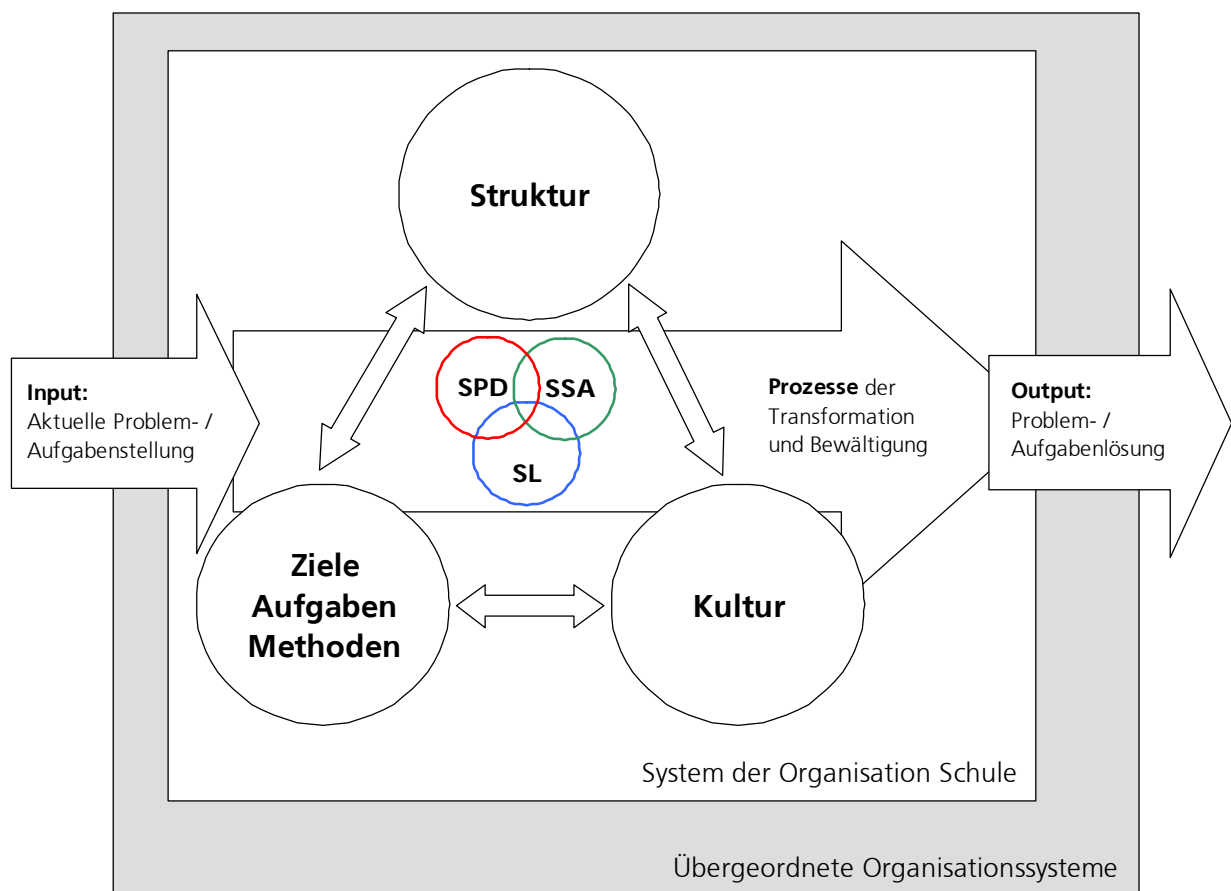 Struktur
Input:
Aktuelle Problem- /
Aufgabenstellung
SPD
SSA
SL
Prozesse der
Transformation
und Bewältigung
Output:
Problem- /
Aufgabenlösung
Ziele
Aufgaben
Methoden
Kultur
System der Organisation Schule
Übergeordnete Organisationssysteme